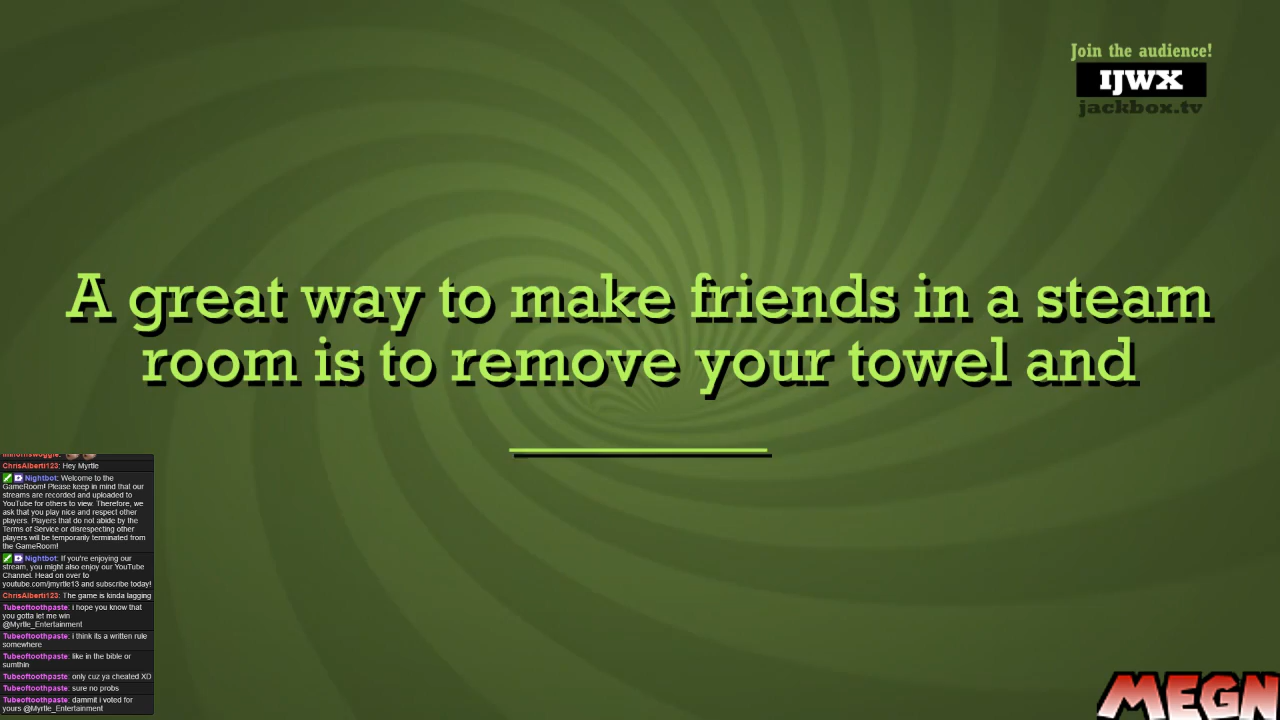 Join the audience!
IJWX
jackbox.tv
A great way to make friends in a steam
room is to remove your towel and
ChrisAlberti123: Hey Myrtle
Nightbot: Welcome to the
GameRoom! Please keep in mind that our
streams are recorded and uploaded to
YouTube for others to view. Therefore, we
ask that you play nice and respect other
players. Players that do not abide by the
Terms of Service or disrespecting other
players will be temporarily terminated from
the GameRoom!
Nightbot: If you're enjoying our
stream, you might also enjoy our YouTube
Channel. Head on over to
youtube.com/jmyrtle13 and subscribe today!
ChrisAlberti123: The game is kinda lagging
Tubeoftoothpaste: i hope you know that
you gotta let me win
@Myrtle_Entertainment
Tubeoftoothpaste: i think its a written rule
somewhere
Tubeoftoothpaste: like in the bible or
sumthin
Tubeoftoothpaste: only cuz ya cheated XD
Tubeoftoothpaste: sure no probs
Tubeoftoothpaste: dammit i voted for
yours @Myrtle_Entertainment
MEGN